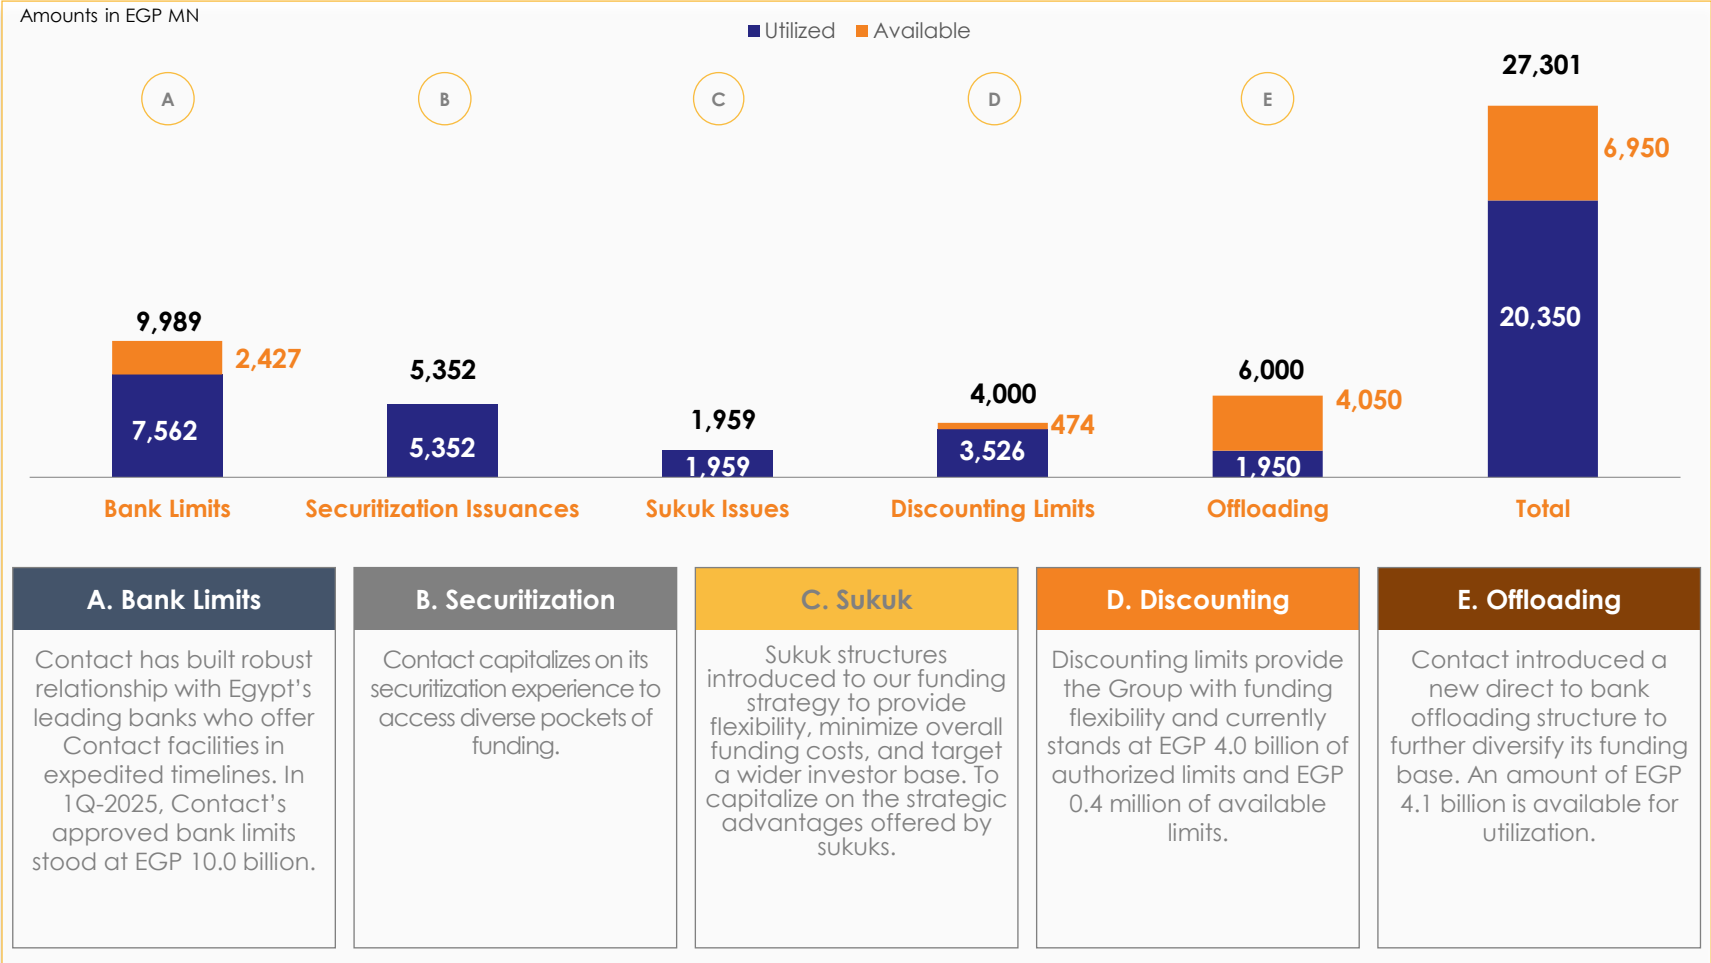 Amounts in EGP MN
Utilized Available
A
B
C
D
E
27,301
6,950
20,350
9,989
2,427
7,562
5,352
5,352
1,959
1,959
4,000
474
3,526
6,000
4,050
1,950
Bank Limits
Securitization Issuances
Sukuk Issues
Discounting Limits
Offloading
Total
A. Bank Limits
Contact has built robust
relationship with Egypt’s
leading banks who offer
Contact facilities in
expedited timelines. In
1Q-2025, Contact’s
approved bank limits
stood at EGP 10.0 billion.
B. Securitization
Contact capitalizes on its
securitization experience to
access diverse pockets of
funding.
C. Sukuk
Sukuk structures
introduced to our funding
strategy to provide
flexibility, minimize overall
funding costs, and target
a wider investor base. To
capitalize on the strategic
advantages offered by
sukuks.
D. Discounting
Discounting limits provide
the Group with funding
flexibility and currently
stands at EGP 4.0 billion of
authorized limits and EGP
0.4 million of available
limits.
E. Offloading
Contact introduced a
new direct to bank
offloading structure to
further diversify its funding
base. An amount of EGP
4.1 billion is available for
utilization.